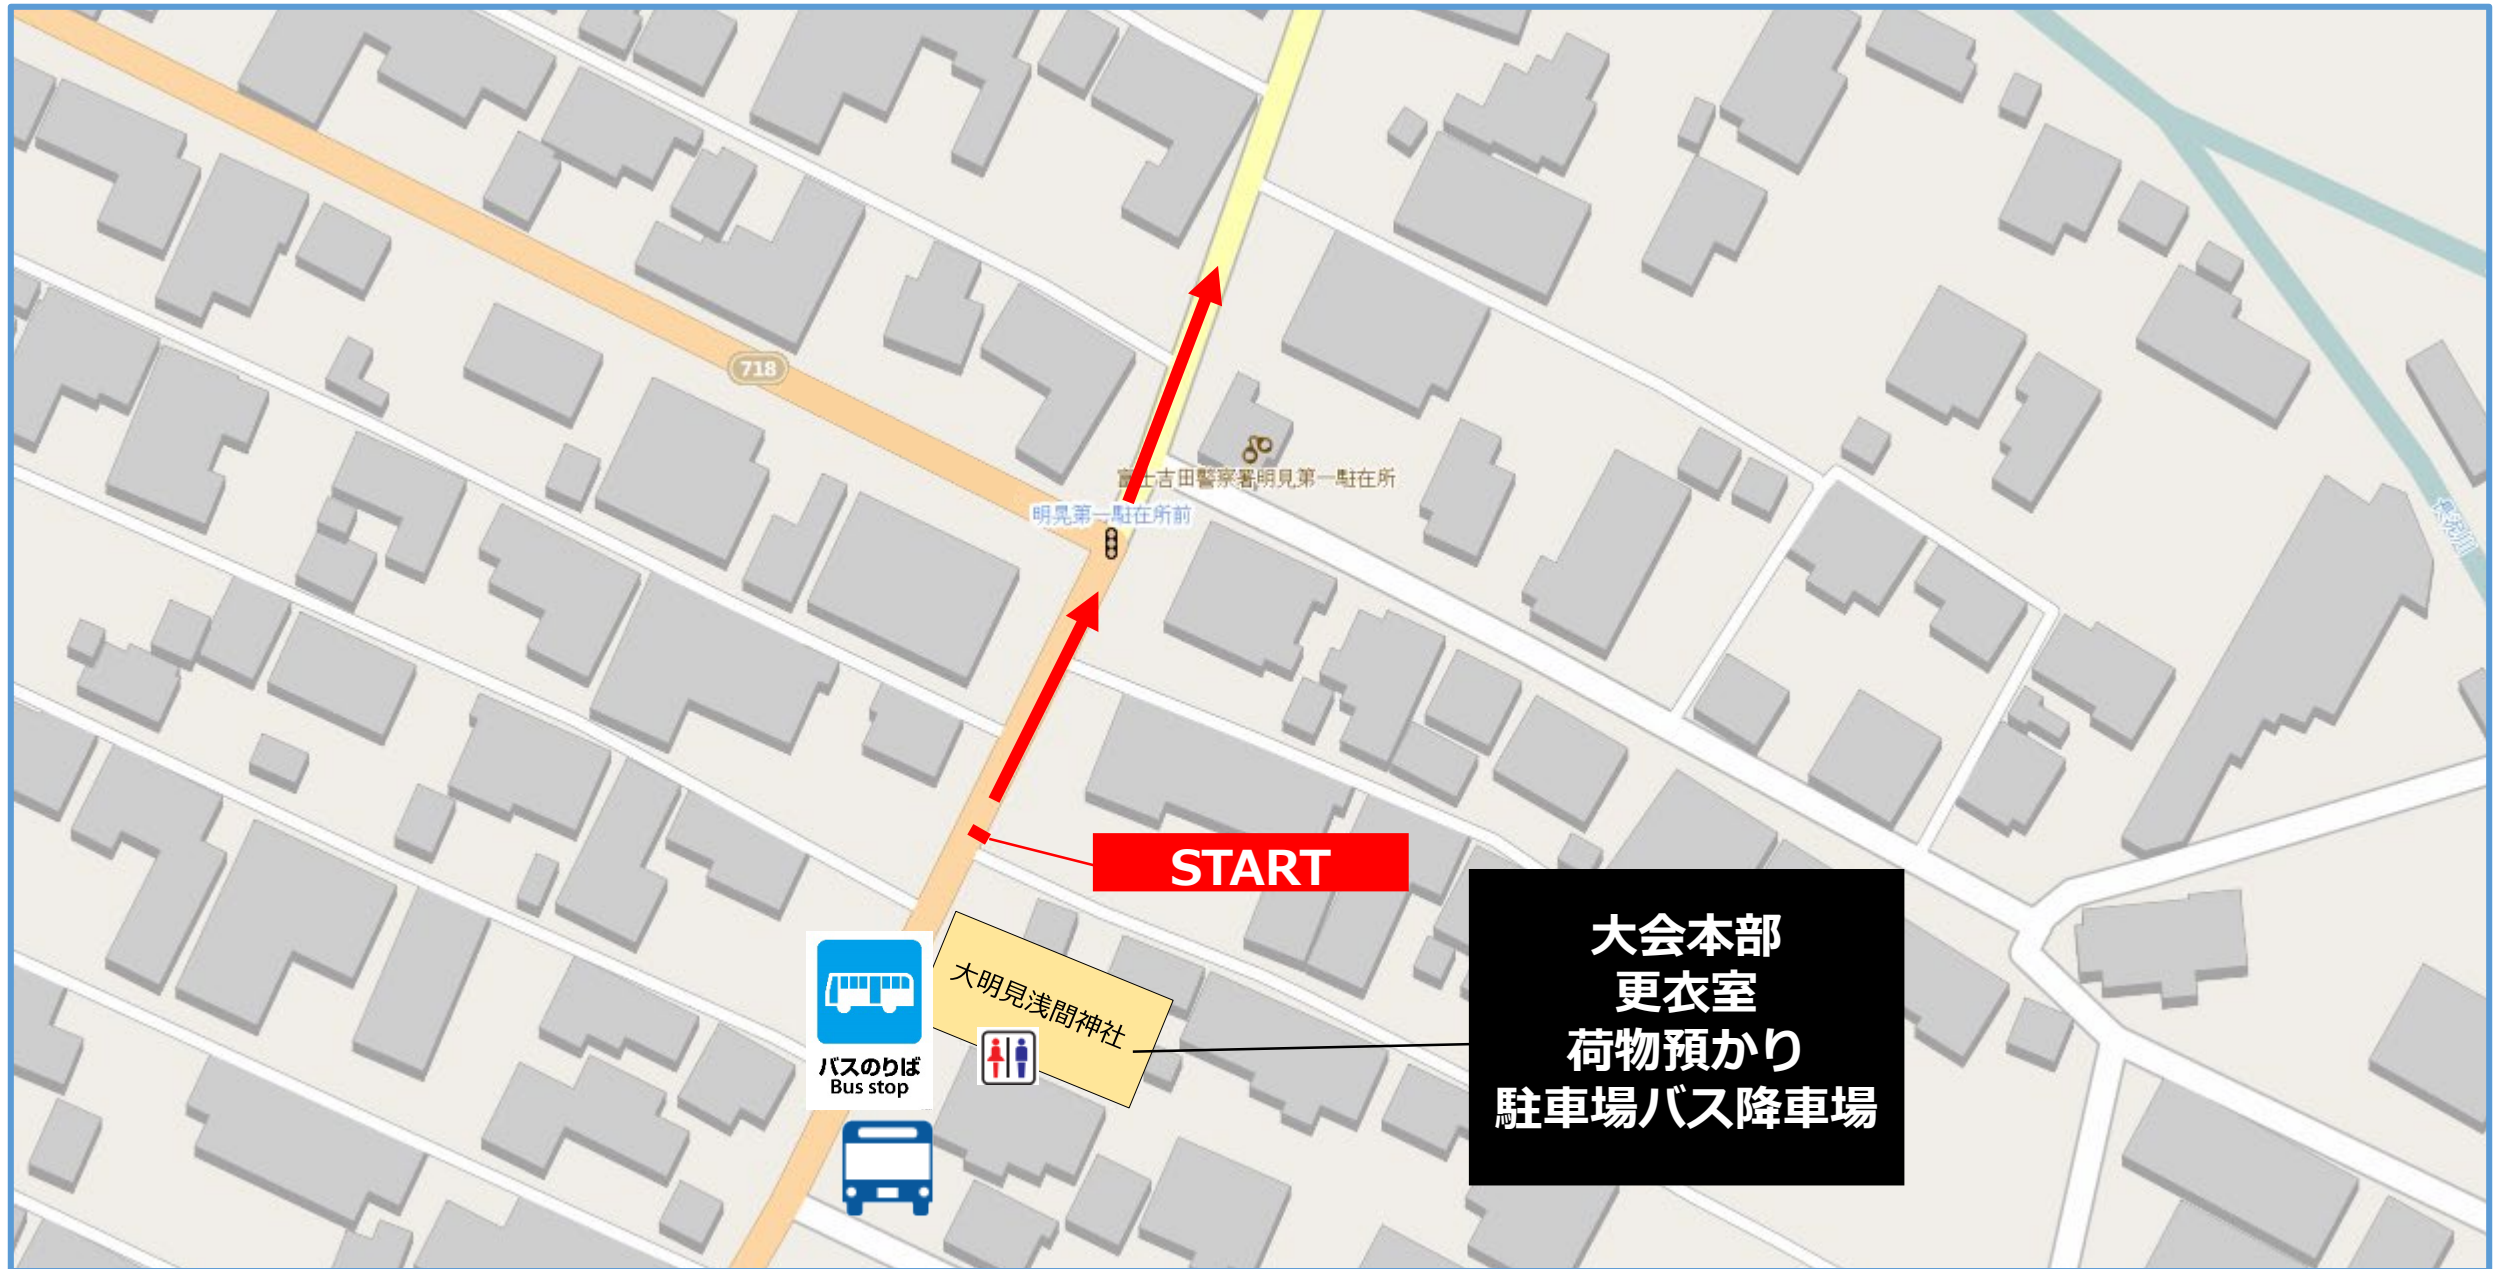 718
富士吉田警察署明見第一駐在所
明晃第一駐在所前
START
大明見浅間神社
バスのりば
Bus stop
大会本部
更衣室
荷物預かり
駐車場バス降車場